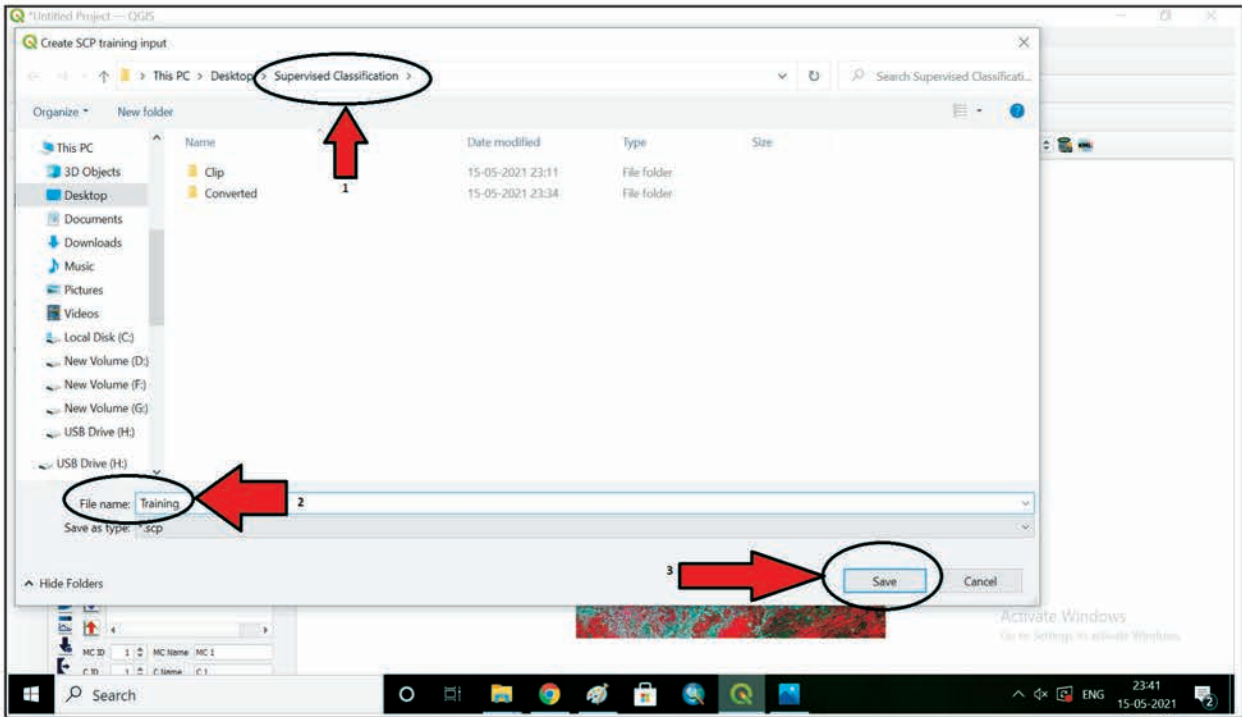 *Untitled Project — QGIS
Create SCP training input
> This PC > Desktop > Supervised Classification >
Search Supervised Classificati...
Organize
New folder
Name Date modified Type Size
This PC
3D Objects
Desktop
Documents
Downloads
Music
Pictures
Videos
Local Disk (C:)
New Volume (D:)
New Volume (F:)
New Volume (G:)
USB Drive (H:)
USB Drive (H:)
Clip 15-05-2021 23:11 File folder
Converted 15-05-2021 23:34 File folder
1
File name: Training
2
Save as type: *.scp
3
Hide Folders
Save
Cancel
Activate Windows
Go to Settings to activate Windows.
MC ID 1 MC Name MC 1
C ID 1 C Name C 1
Search
ENG
23:41
15-05-2021
2